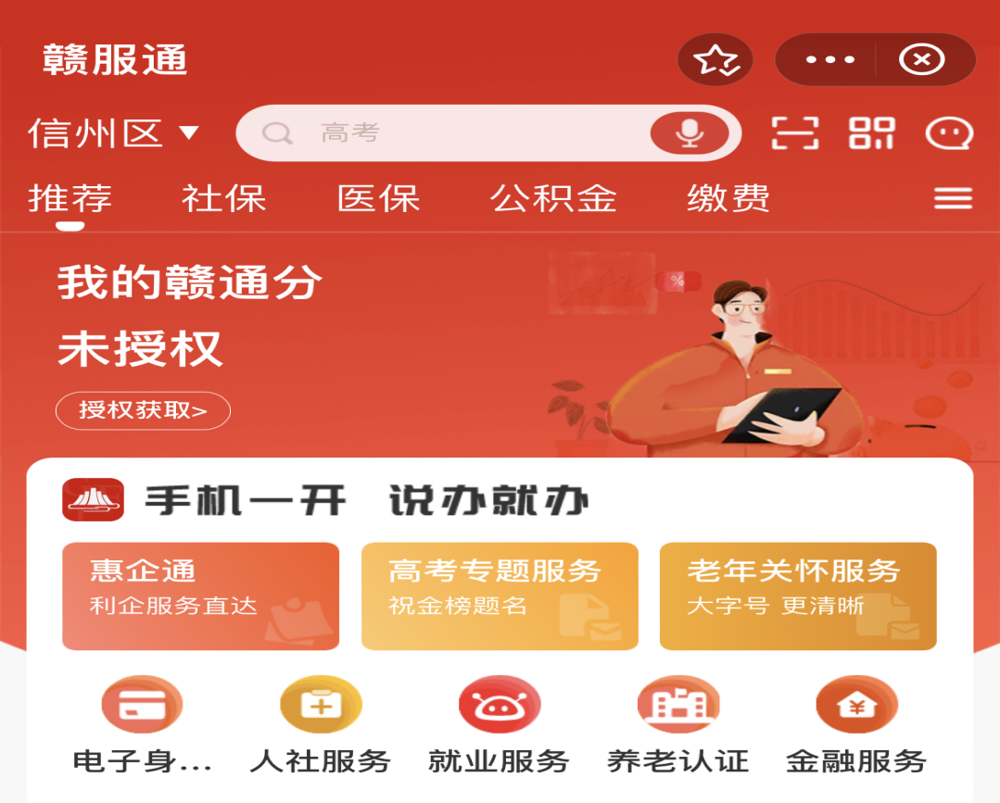 赣服通
信州区 高考
推荐 社保 医保 公积金 缴费
我的赣通分
%
未授权
授权获取>
手机一开 说办就办
惠企通 高考专题服务 老年关怀服务
利企服务直达 祝金榜题名 大字号 更清晰
电子身... 人社服务 就业服务 养老认证 金融服务